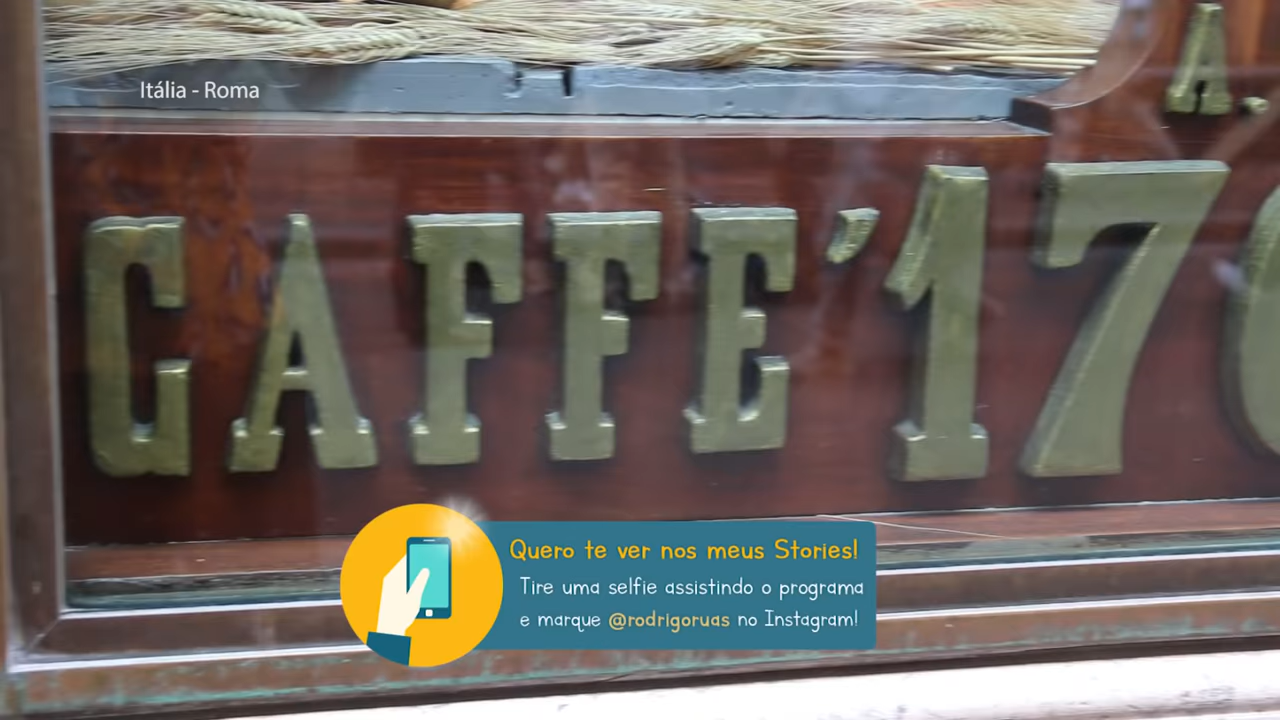 Itália - Roma
A.
CAFFE'17
Quero te ver nos meus Stories!
Tire uma selfie assistindo o programa
e marque @rodrigoruas no Instagram!